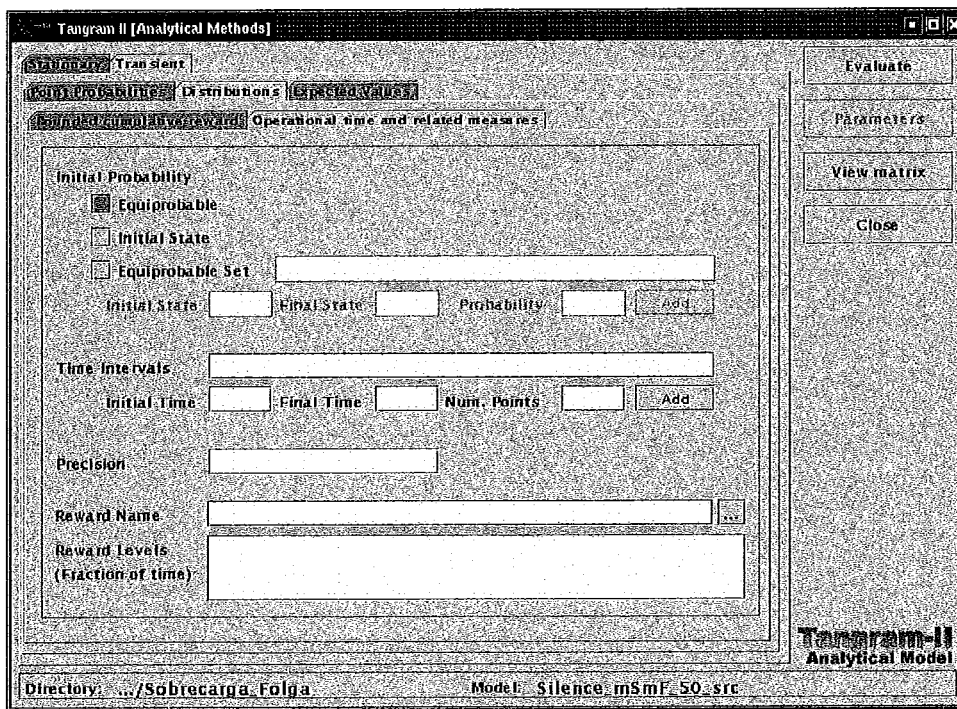 Tangram II [Analytical Methods]
Stationary Transient
Point Probabilities Distributions Expected Values
Bounded cumulative reward Operational time and related measures
Evaluate
Parameters
View matrix
Close
Initial Probability
Equiprobable
Initial State
Equiprobable Set
Initial State Final State Probability Add
Time Intervals
Initial Time Final Time Num. Points Add
Precision
Reward Name ...
Reward Levels
(Fraction of time)
Tangram-II
Analytical Model
Directory: .../Sobrecarga_Folga Model: Silence_mSmF_50_src